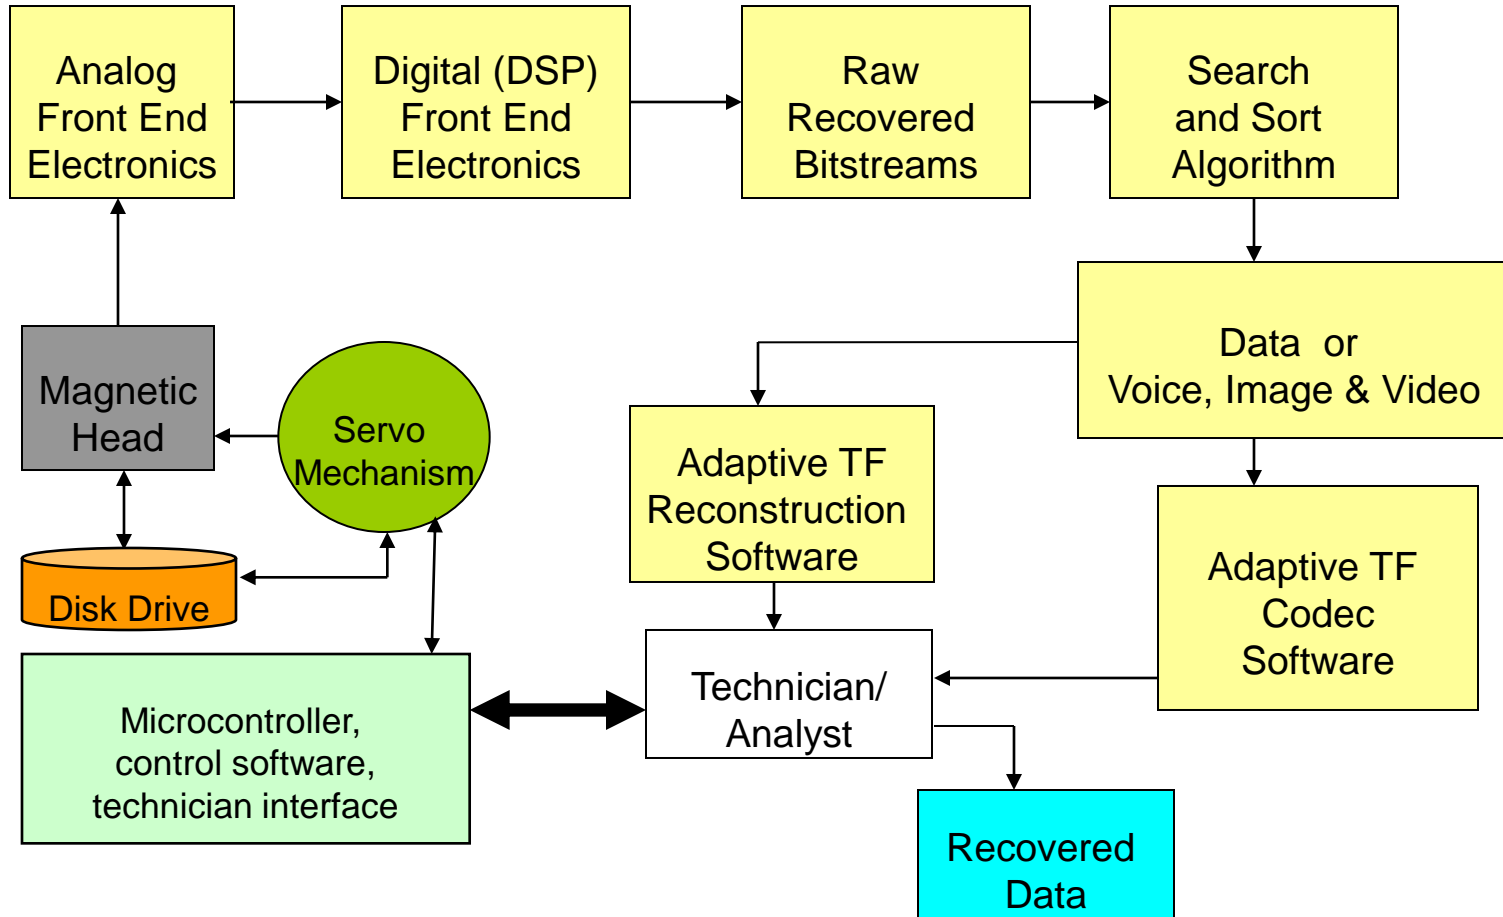 Analog
Front End
Electronics
Digital (DSP)
Front End
Electronics
Raw
Recovered
Bitstreams
Search
and Sort
Algorithm
Data or
Voice, Image & Video
Magnetic
Head
Servo
Mechanism
Adaptive TF
Reconstruction
Software
Adaptive TF
Codec
Software
Disk Drive
Technician/
Analyst
Microcontroller,
control software,
technician interface
Recovered
Data